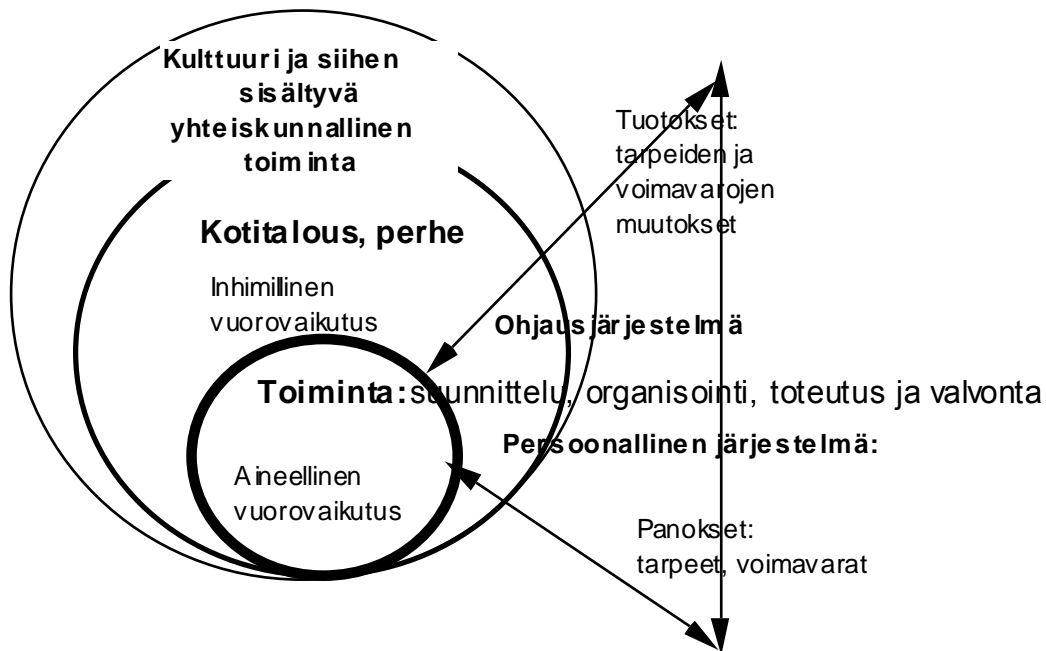 Kulttuuri ja siihen
sisältyvä
yhteiskunnallinen
toiminta
Tuotokset:
tarpeiden ja
voimavarojen
muutokset
Kotitalous, perhe
Inhimillinen
vuorovaikutus
Ohjausjärjestelmä
Toiminta: suunnittelu, organisointi, toteutus ja valvonta
Persoonallinen järjestelmä:
Aineellinen
vuorovaikutus
Panokset:
tarpeet, voimavarat